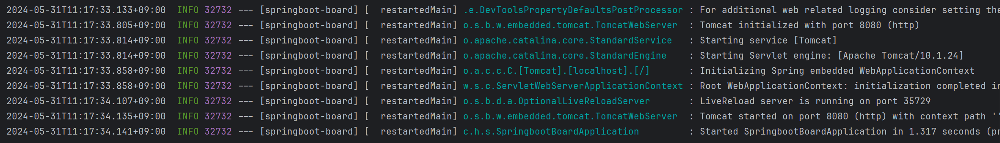 2024-05-31T11:17:33.133+09:00  INFO 32732 --- [springboot-board] [  restartedMain] .e.DevToolsPropertyDefaultsPostProcessor : For additional web related logging consider setting the
2024-05-31T11:17:33.805+09:00  INFO 32732 --- [springboot-board] [  restartedMain] o.s.b.w.embedded.tomcat.TomcatWebServer  : Tomcat initialized with port 8080 (http)
2024-05-31T11:17:33.814+09:00  INFO 32732 --- [springboot-board] [  restartedMain] o.apache.catalina.core.StandardService   : Starting service [Tomcat]
2024-05-31T11:17:33.814+09:00  INFO 32732 --- [springboot-board] [  restartedMain] o.apache.catalina.core.StandardEngine    : Starting Servlet engine: [Apache Tomcat/10.1.24]
2024-05-31T11:17:33.858+09:00  INFO 32732 --- [springboot-board] [  restartedMain] o.a.c.c.C.[Tomcat].[localhost].[/]       : Initializing Spring embedded WebApplicationContext
2024-05-31T11:17:33.858+09:00  INFO 32732 --- [springboot-board] [  restartedMain] w.s.c.ServletWebServerApplicationContext : Root WebApplicationContext: initialization completed in
2024-05-31T11:17:34.107+09:00  INFO 32732 --- [springboot-board] [  restartedMain] o.s.b.d.a.OptionalLiveReloadServer       : LiveReload server is running on port 35729
2024-05-31T11:17:34.135+09:00  INFO 32732 --- [springboot-board] [  restartedMain] o.s.b.w.embedded.tomcat.TomcatWebServer  : Tomcat started on port 8080 (http) with context path ''
2024-05-31T11:17:34.141+09:00  INFO 32732 --- [springboot-board] [  restartedMain] c.h.s.SpringbootBoardApplication         : Started SpringbootBoardApplication in 1.317 seconds (pr